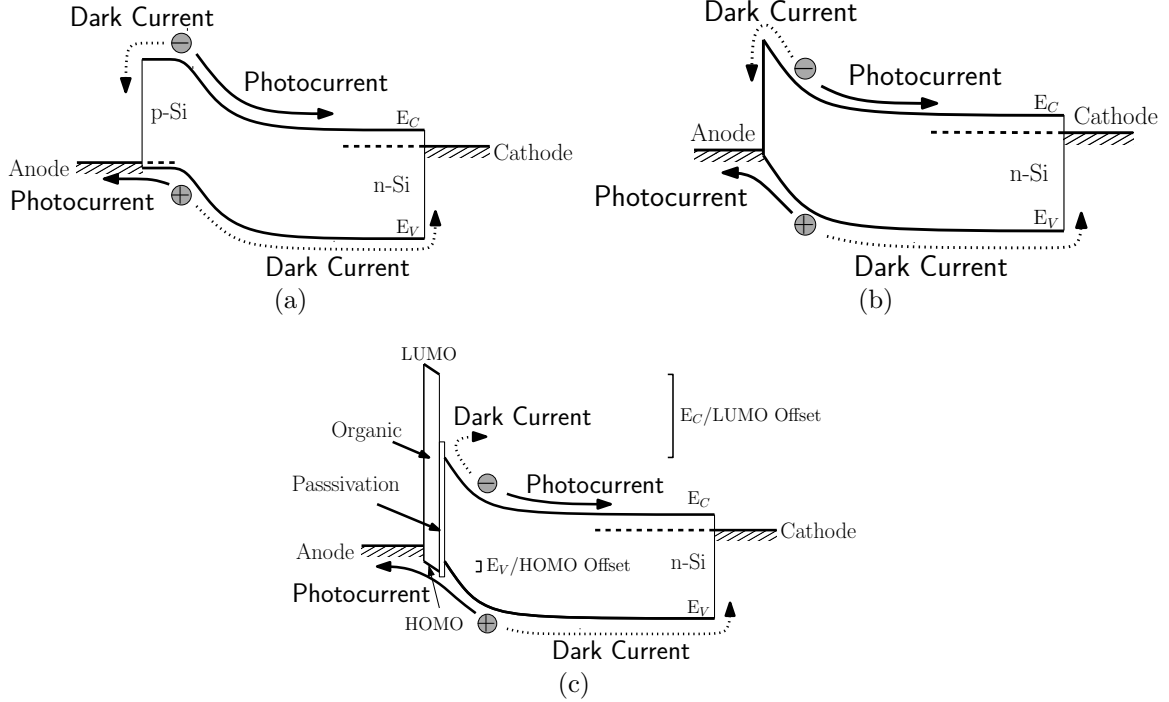 Dark Current
Photocurrent
p-Si
E_C
Anode
Cathode
Photocurrent
n-Si
E_V
Dark Current
(a)
Dark Current
Photocurrent
E_C
Anode
Cathode
n-Si
Photocurrent
E_V
Dark Current
(b)
LUMO
Dark Current
E_C/LUMO Offset
Organic
Photocurrent
Passsivation
E_C
Cathode
Anode
E_V/HOMO Offset
n-Si
Photocurrent
E_V
HOMO
Dark Current
(c)